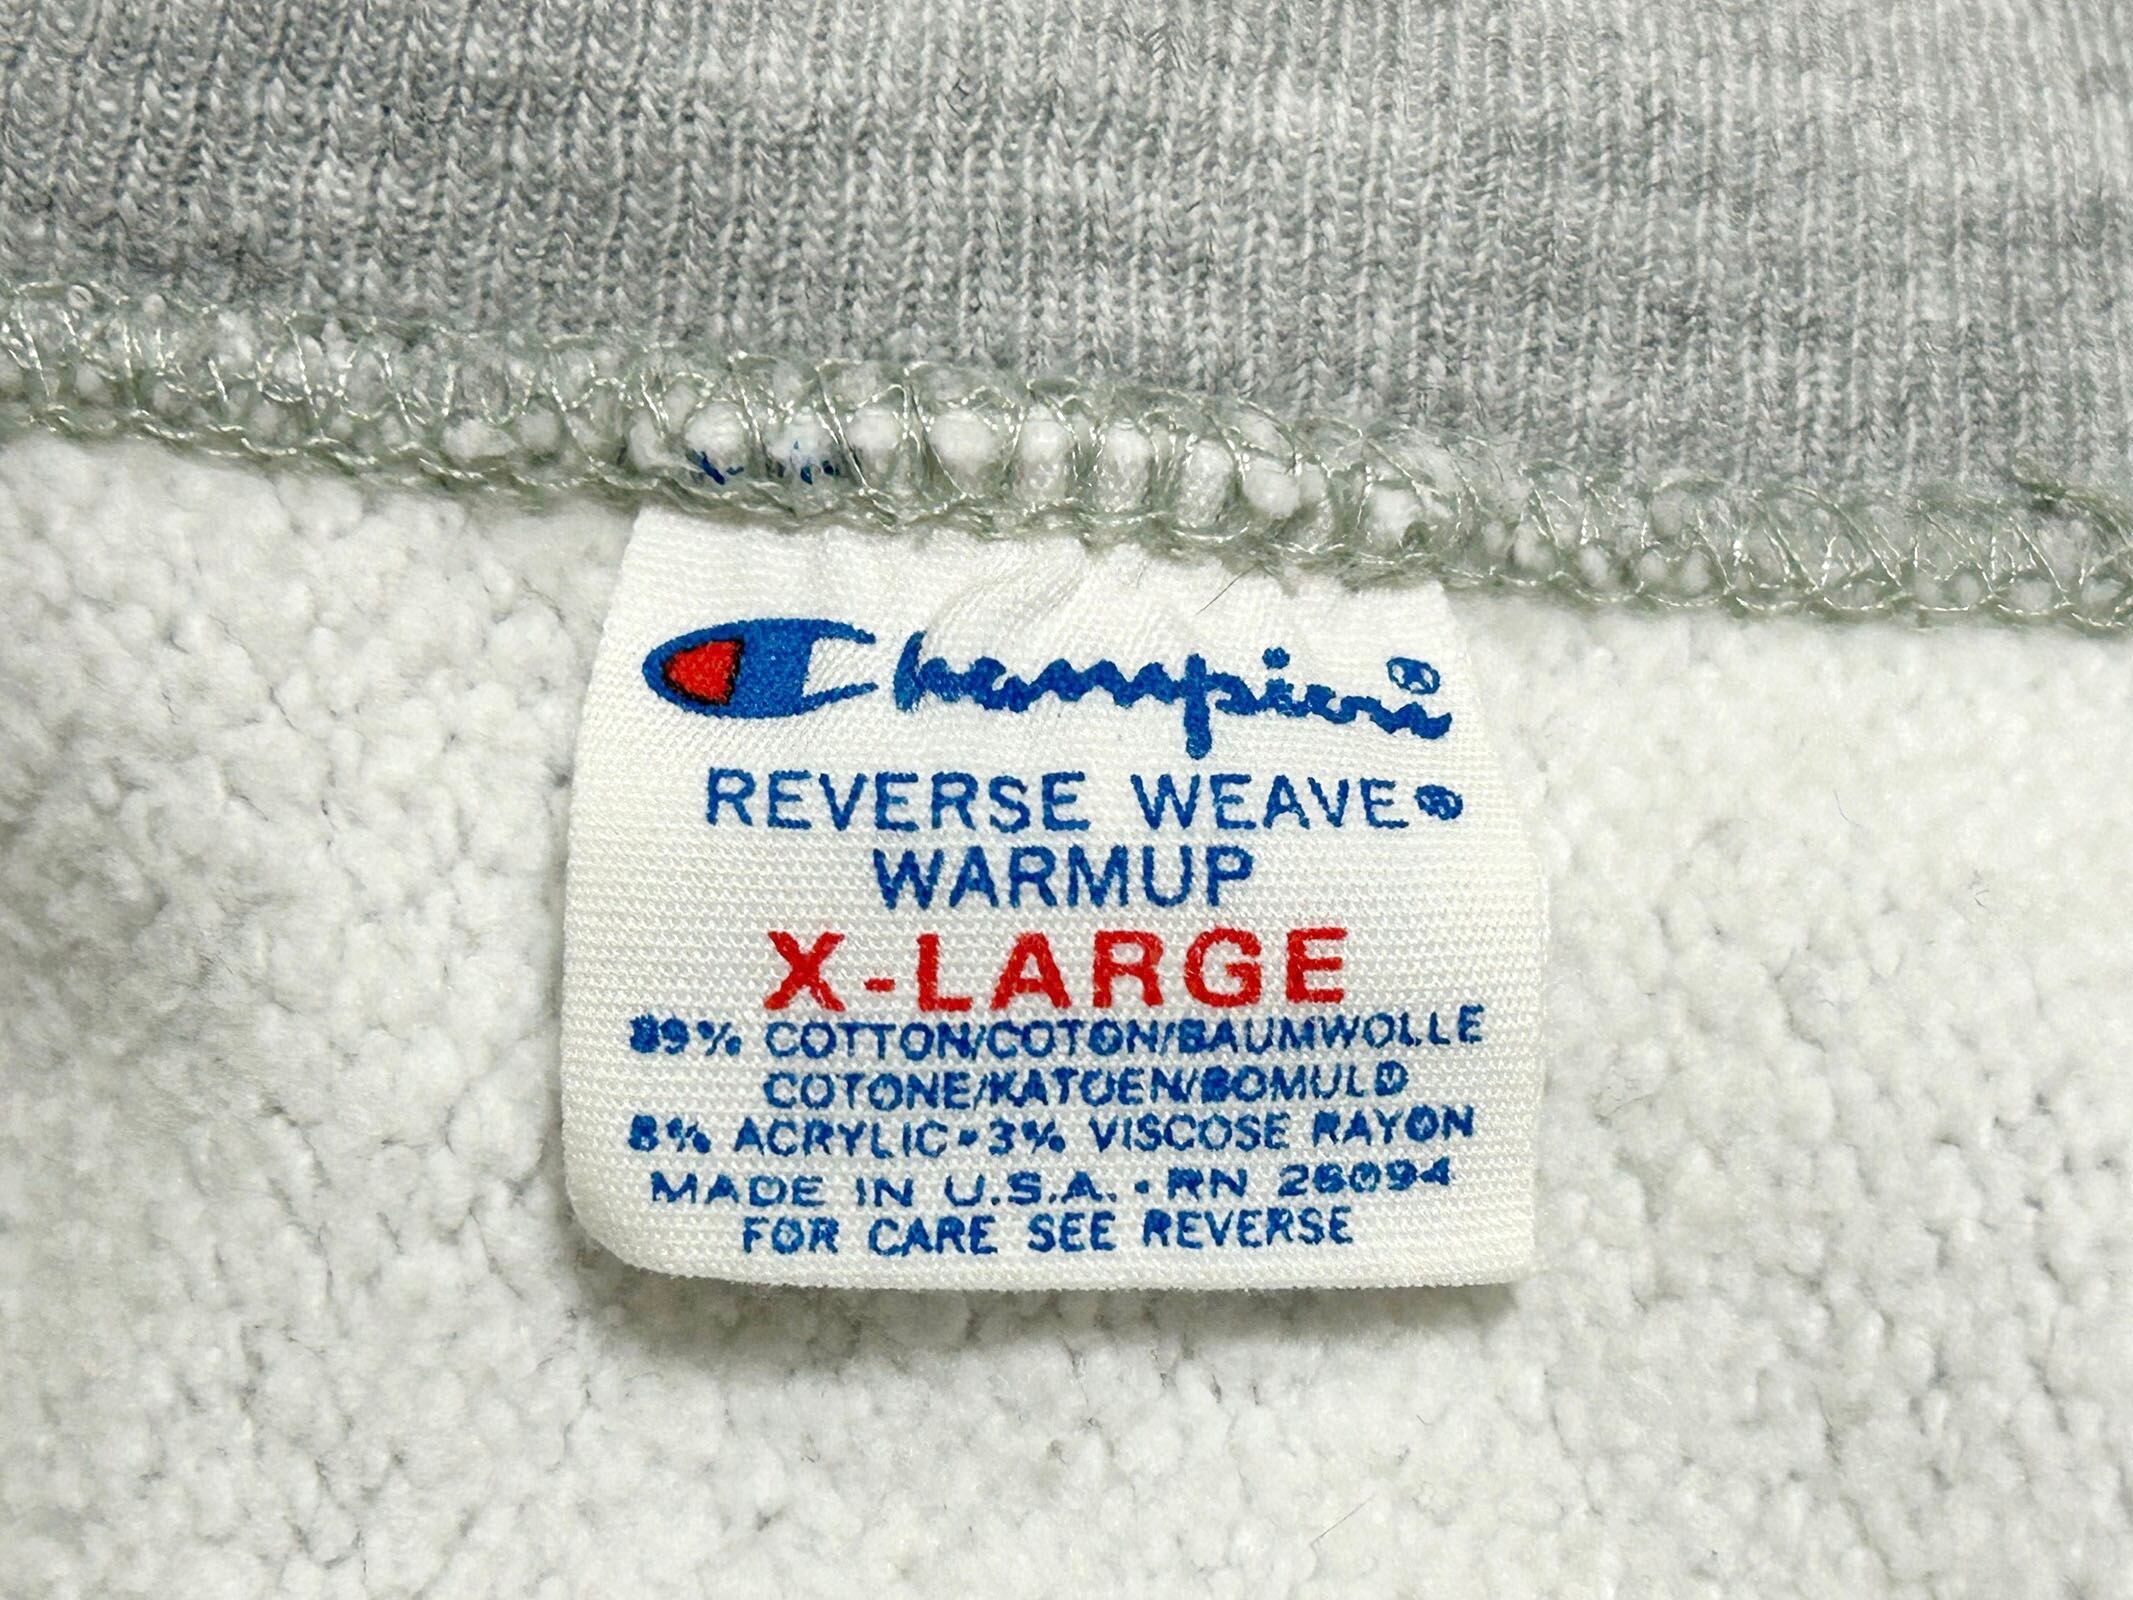 Champion®
REVERSE WEAVE®
WARMUP
X-LARGE
89% COTTON/COTON/BAUMWOLLE
COTONE/KATOEN/BOMULD
8% ACRYLIC•3% VISCOSE RAYON
MADE IN U.S.A. • RN 26094
FOR CARE SEE REVERSE